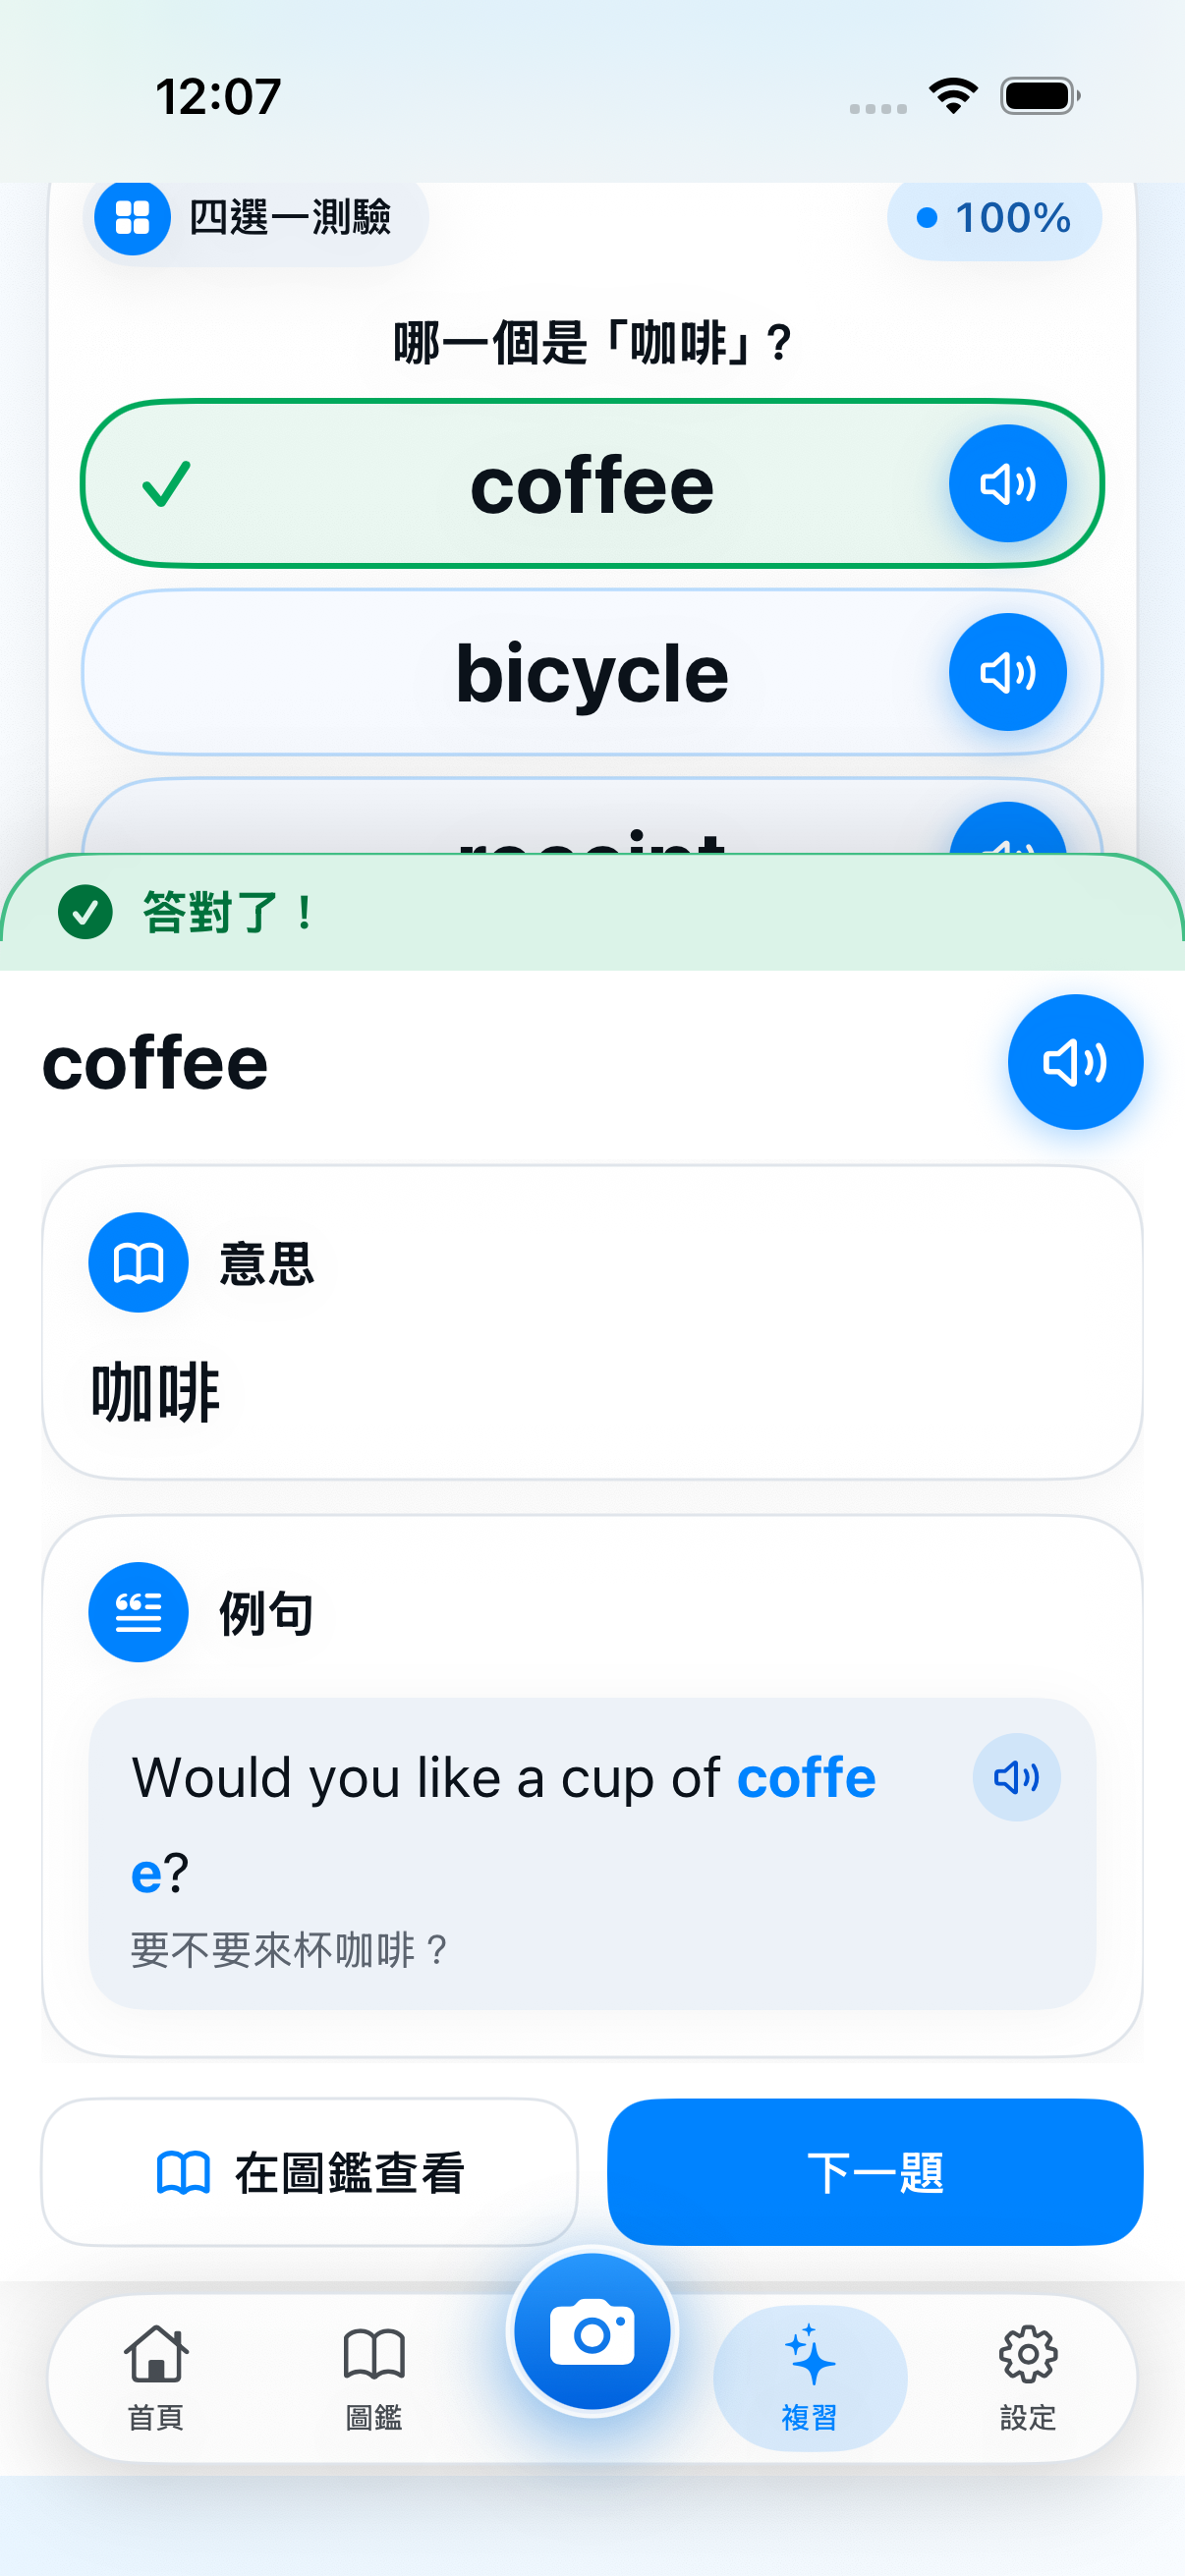 12:07
四選一測驗
100%
哪一個是「咖啡」?
coffee
bicycle
答對了！
coffee
意思
咖啡
例句
Would you like a cup of coffe
e?
要不要來杯咖啡？
在圖鑑查看
下一題
首頁
圖鑑
複習
設定